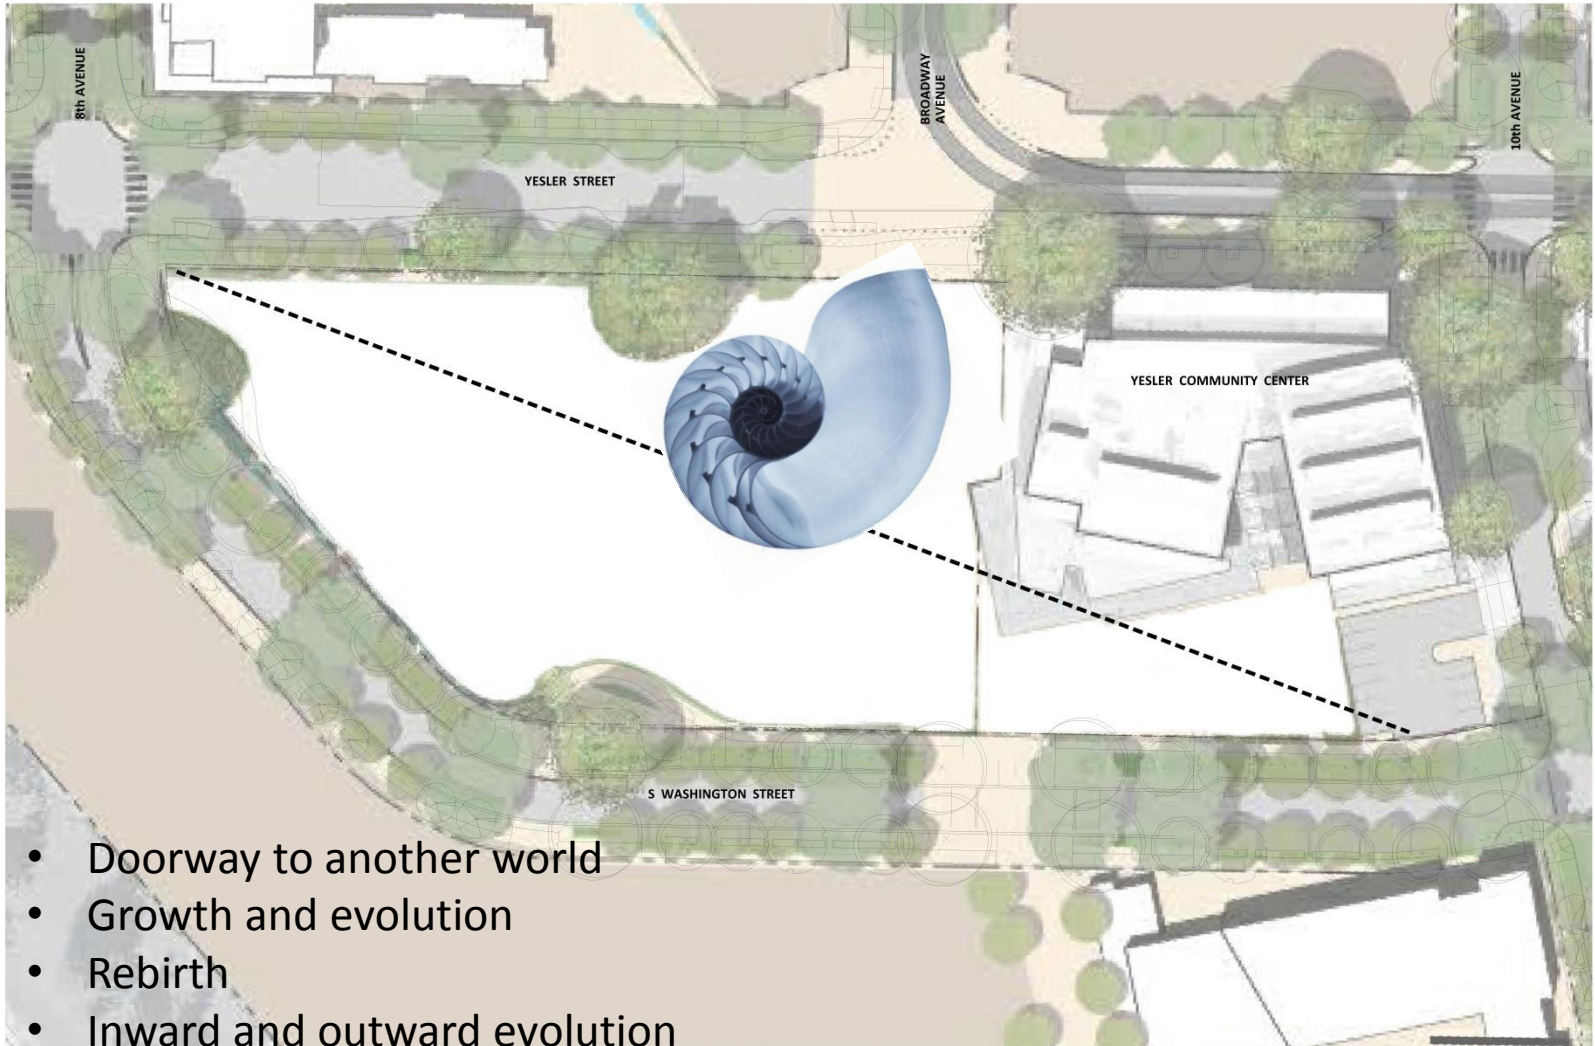 8th AVENUE
BROADWAY
AVENUE
10th AVENUE
YESLER STREET
YESLER COMMUNITY CENTER
S WASHINGTON STREET
• Doorway to another world
• Growth and evolution
• Rebirth
• Inward and outward evolution